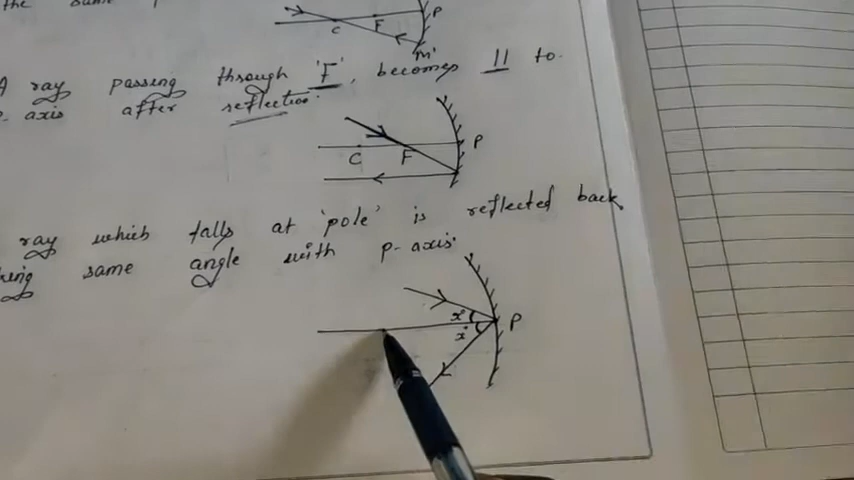 the same
P
C F
M'
A ray passing through 'F', becomes || to
p. axis after reflection.
P
C F
ray which falls at 'pole' is reflected back,
same angle with p-axis.
x°
P
x°